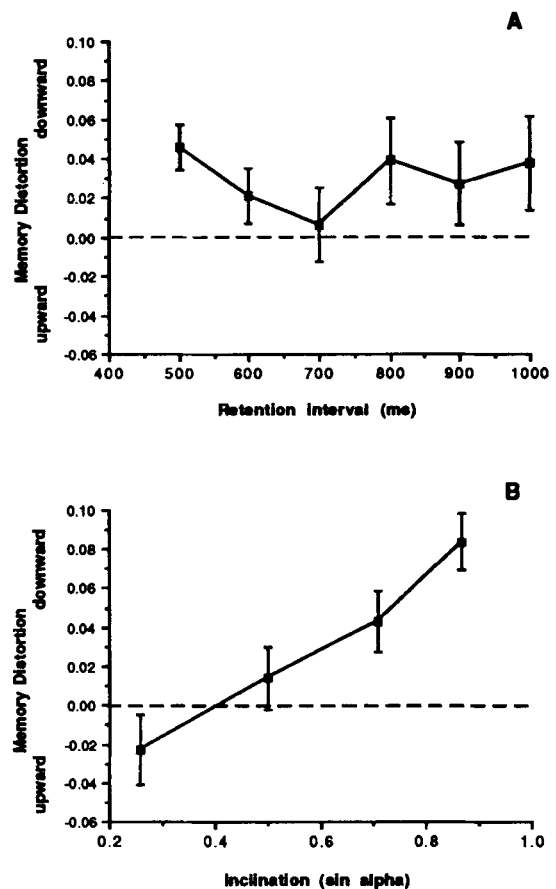 A
0.10
0.08
0.06
0.04
0.02
0.00
-0.02
-0.04
-0.06
Memory Distortion
upward
downward
400 500 600 700 800 900 1000
Retention interval (ms)
B
0.10
0.08
0.06
0.04
0.02
0.00
-0.02
-0.04
-0.06
Memory Distortion
upward
downward
0.2 0.4 0.6 0.8 1.0
Inclination (sin alpha)